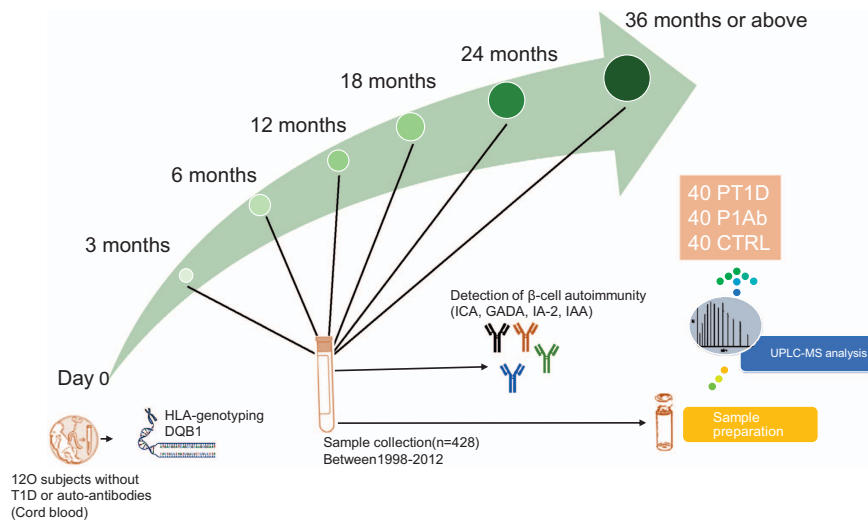 36 months or above
24 months
18 months
12 months
6 months
3 months
Day 0
40 PT1D
40 P1Ab
40 CTRL
Detection of β-cell autoimmunity
(ICA, GADA, IA-2, IAA)
UPLC-MS analysis
HLA-genotyping
DQB1
Sample
preparation
Sample collection(n=428)
Between1998-2012
12O subjects without
T1D or auto-antibodies
(Cord blood)